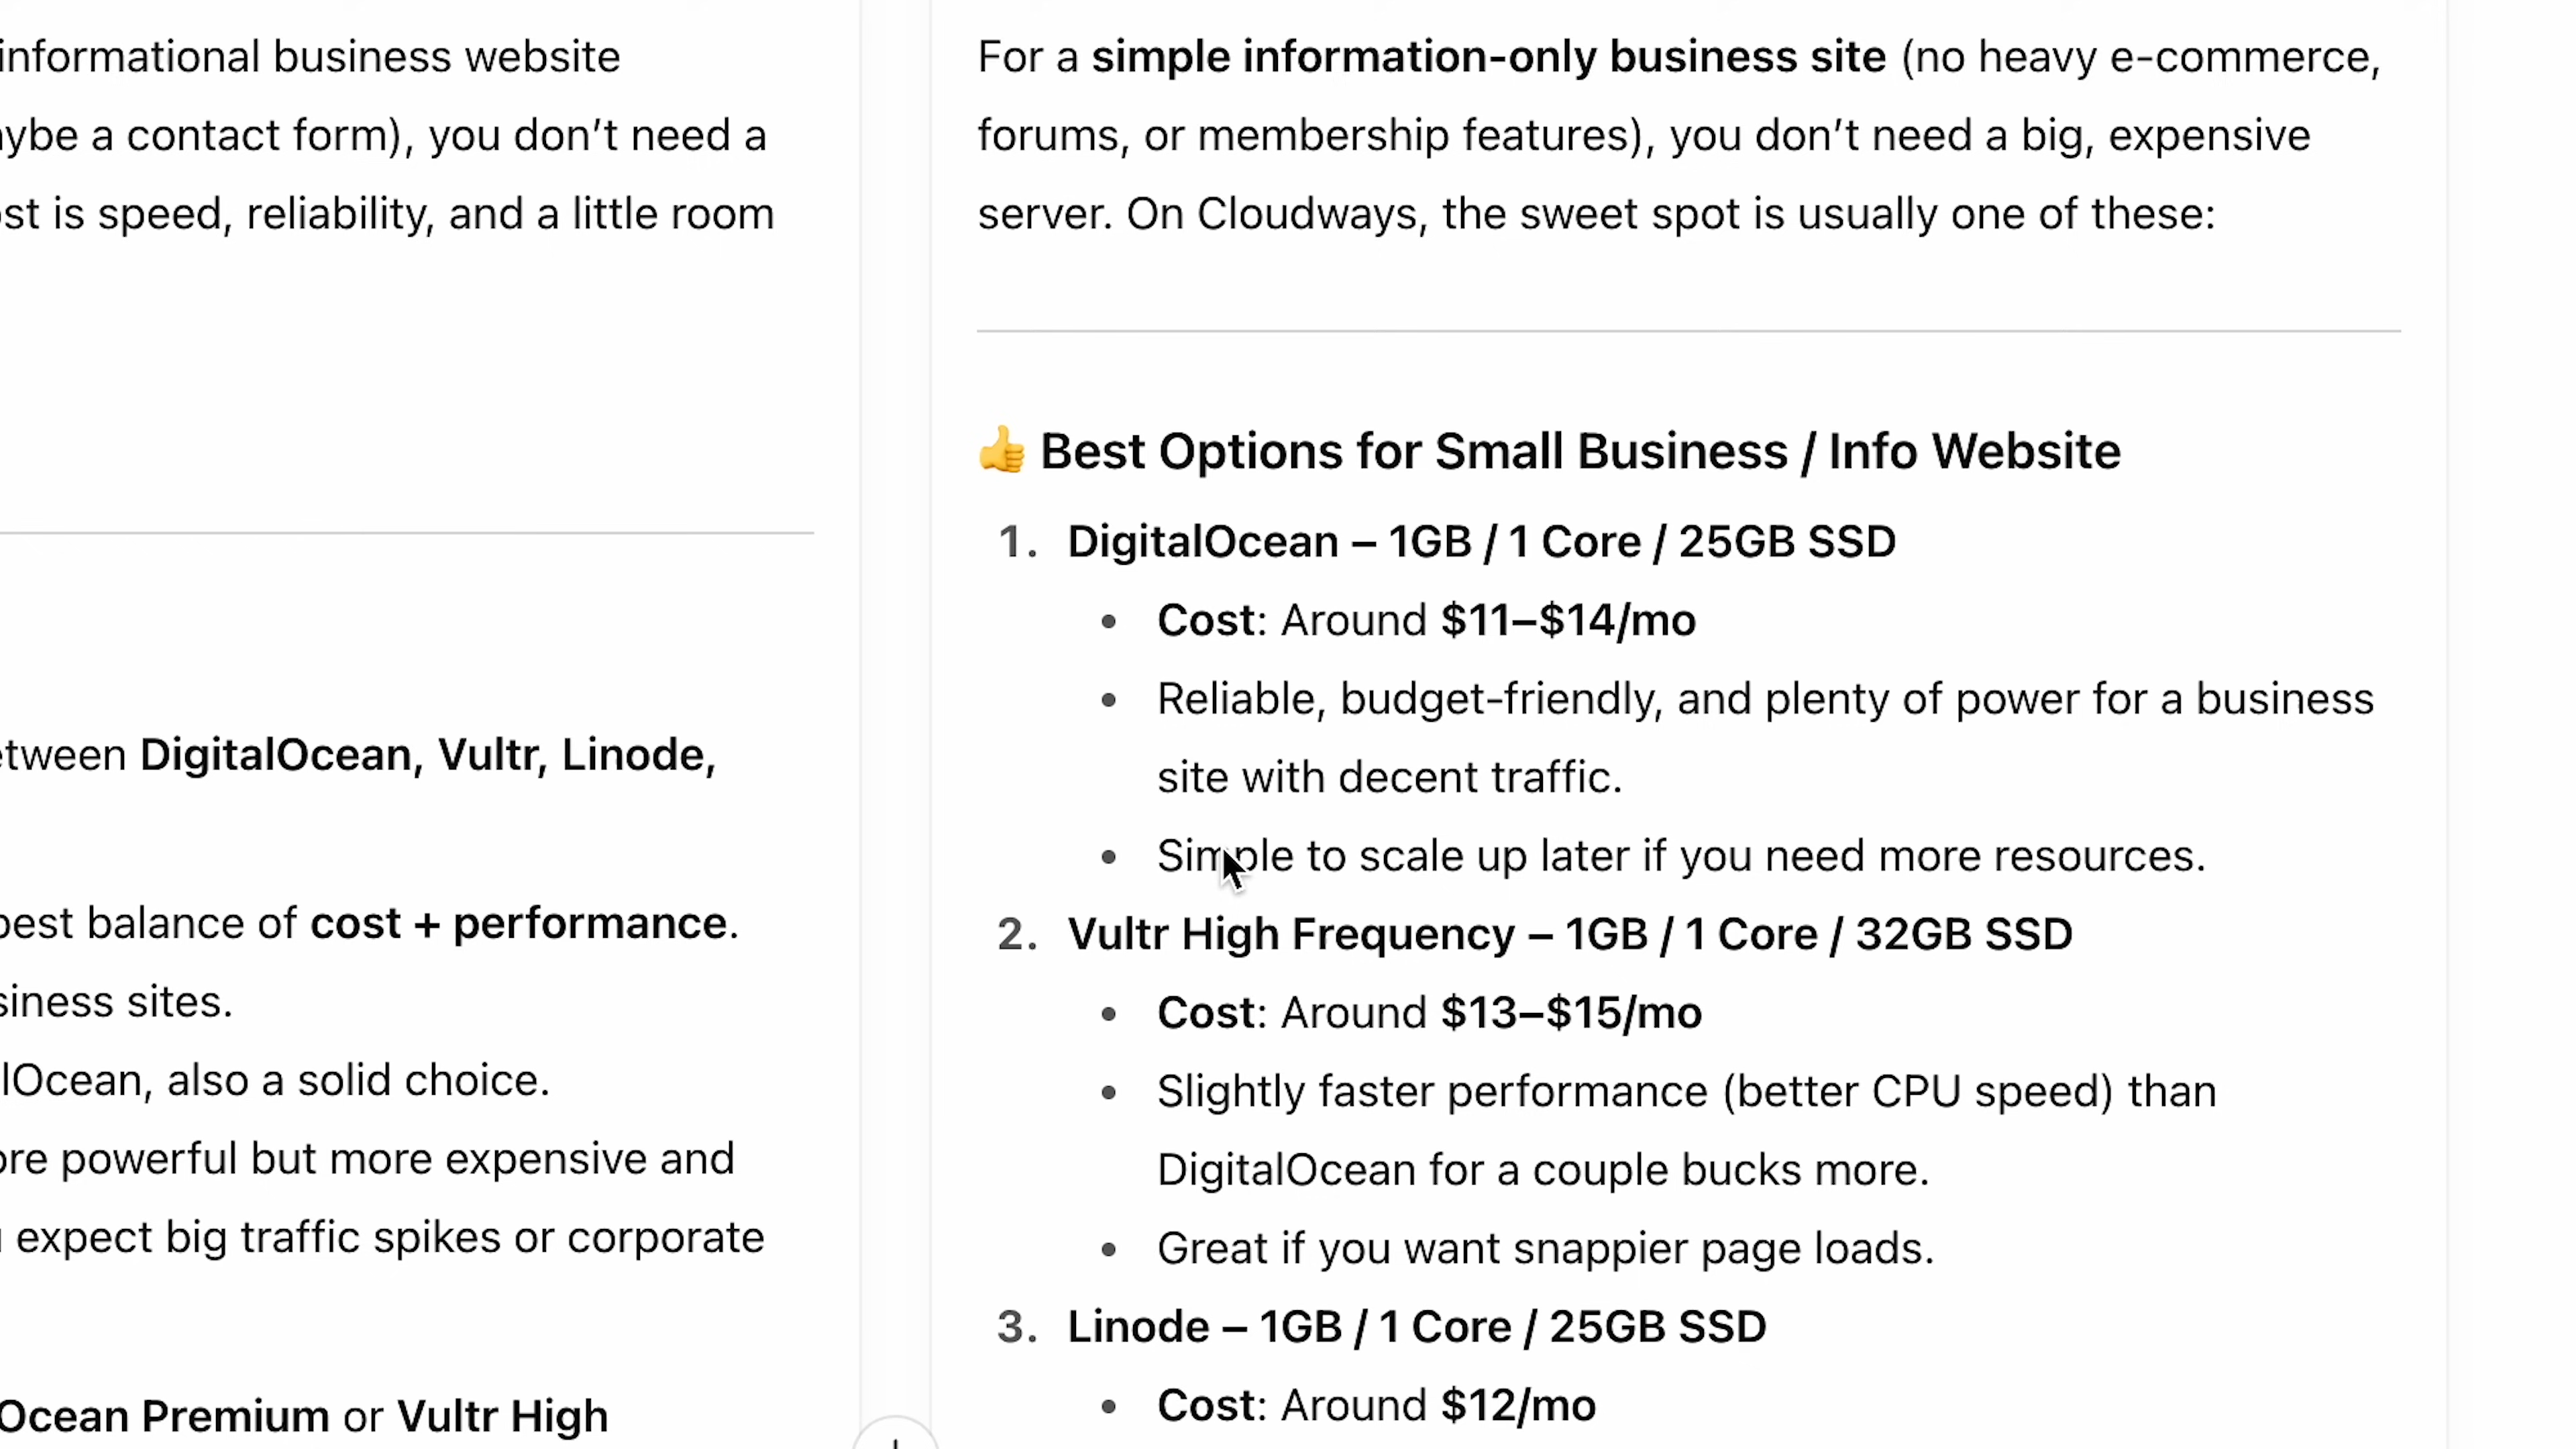 informational business website
aybe a contact form), you don’t need a
ost is speed, reliability, and a little room
etween DigitalOcean, Vultr, Linode,
best balance of cost + performance.
siness sites.
lOcean, also a solid choice.
ore powerful but more expensive and
expect big traffic spikes or corporate
Ocean Premium or Vultr High
For a simple information-only business site (no heavy e-commerce,
forums, or membership features), you don’t need a big, expensive
server. On Cloudways, the sweet spot is usually one of these:
👍 Best Options for Small Business / Info Website
1. DigitalOcean – 1GB / 1 Core / 25GB SSD
• Cost: Around $11–$14/mo
• Reliable, budget-friendly, and plenty of power for a business
site with decent traffic.
• Simple to scale up later if you need more resources.
2. Vultr High Frequency – 1GB / 1 Core / 32GB SSD
• Cost: Around $13–$15/mo
• Slightly faster performance (better CPU speed) than
DigitalOcean for a couple bucks more.
• Great if you want snappier page loads.
3. Linode – 1GB / 1 Core / 25GB SSD
• Cost: Around $12/mo